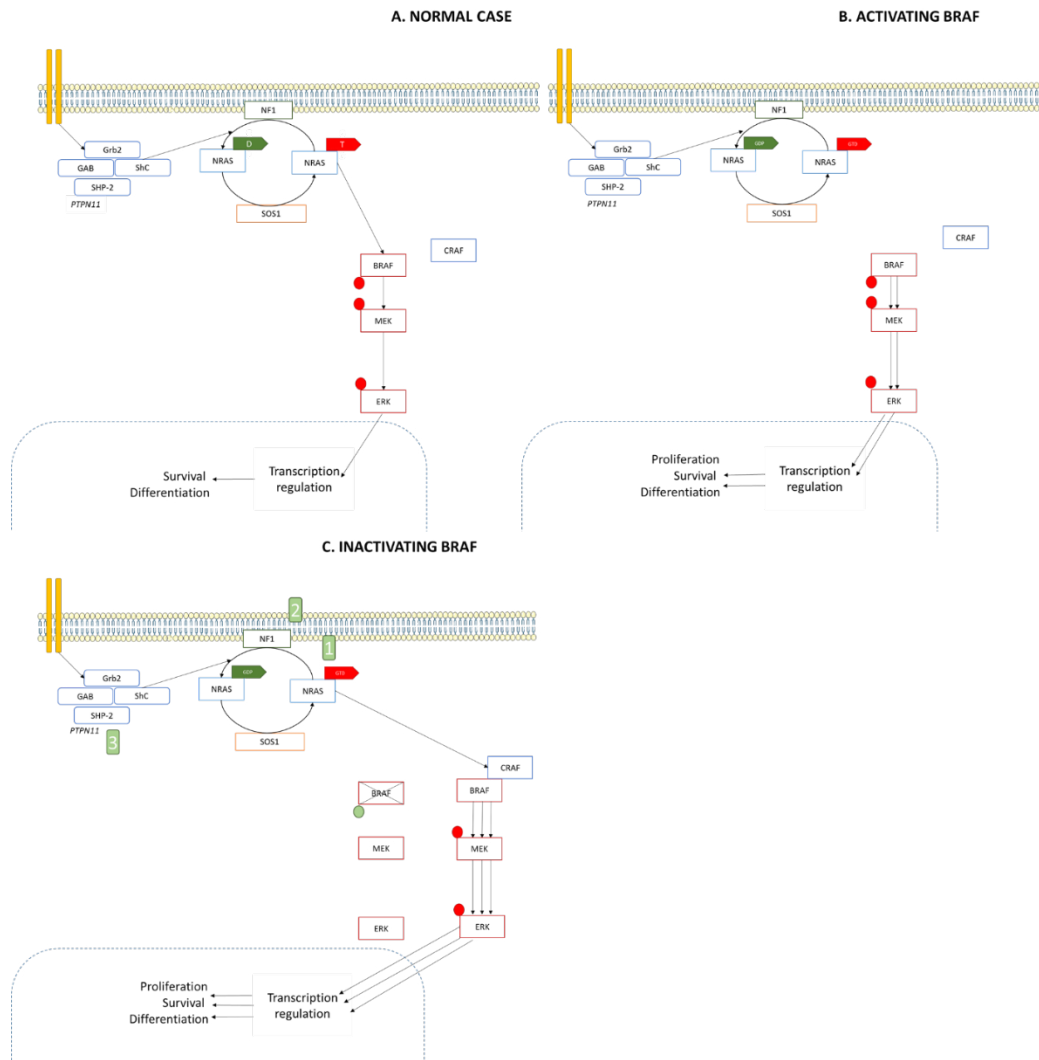 A. NORMAL CASE
NF1
D
T
Grb2
NRAS
NRAS
GAB
ShC
SHP-2
PTPN11
SOS1
CRAF
BRAF
MEK
ERK
Survival
Differentiation
Transcription
regulation
B. ACTIVATING BRAF
NF1
GDP
GTD
Grb2
NRAS
NRAS
GAB
ShC
SHP-2
PTPN11
SOS1
CRAF
BRAF
MEK
ERK
Proliferation
Survival
Differentiation
Transcription
regulation
C. INACTIVATING BRAF
2
NF1
1
GDP
GTD
Grb2
NRAS
NRAS
GAB
ShC
SHP-2
PTPN11
3
SOS1
CRAF
BRAF
BRAF
MEK
MEK
ERK
ERK
Proliferation
Survival
Differentiation
Transcription
regulation